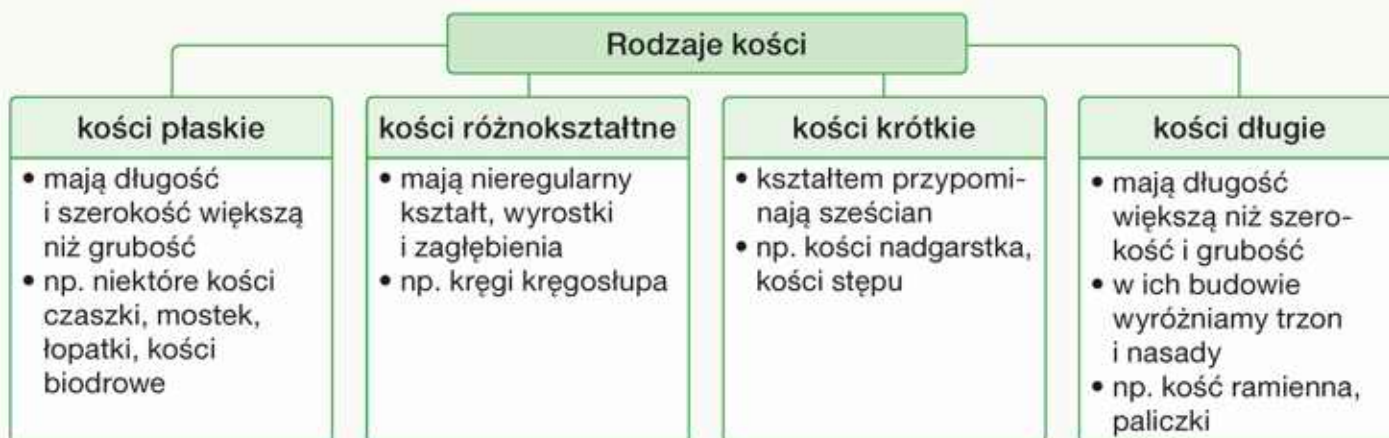 Rodzaje kości
kości płaskie
• mają długość
i szerokość większą
niż grubość
• np. niektóre kości
czaszki, mostek,
łopatki, kości
biodrowe
kości różnokształtne
• mają nieregularny
kształt, wyrostki
i zagłębienia
• np. kręgi kręgosłupa
kości krótkie
• kształtem przypomi-
nają sześcian
• np. kości nadgarstka,
kości stępu
kości długie
• mają długość
większą niż szero-
kość i grubość
• w ich budowie
wyróżniamy trzon
i nasady
• np. kość ramienna,
paliczki